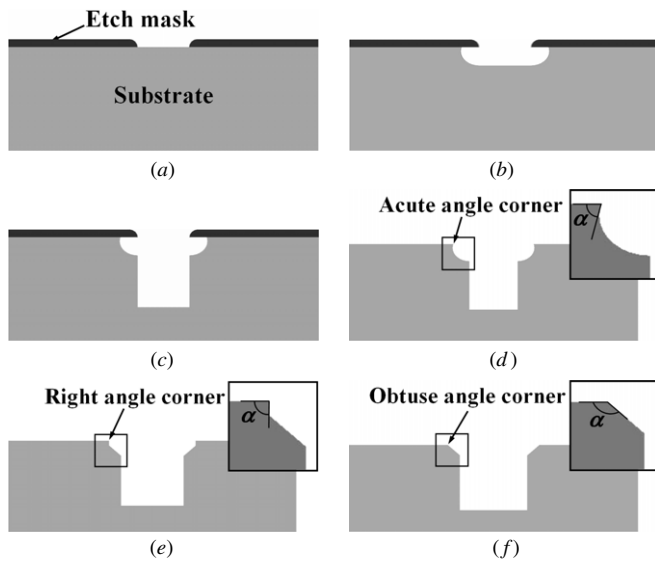 Etch mask
Substrate
(a)
(b)
(c)
Acute angle corner
α
(d)
Right angle corner
α
(e)
Obtuse angle corner
α
(f)